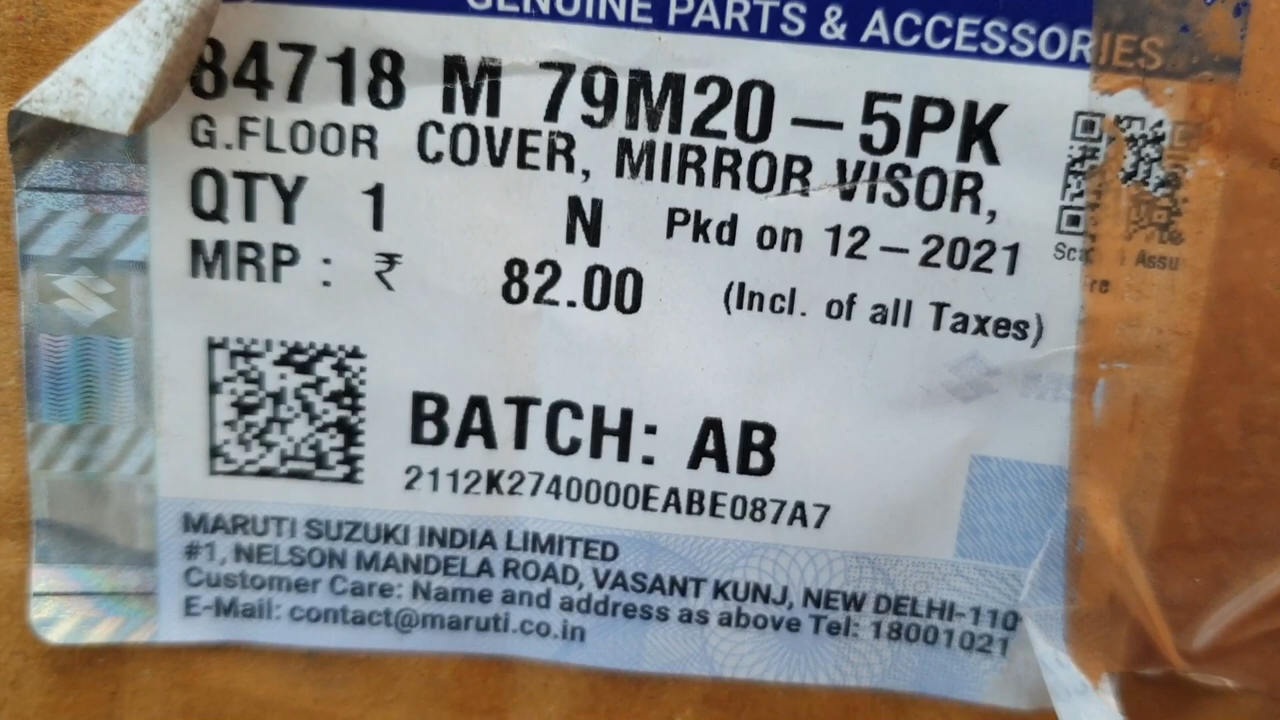 GENUINE PARTS & ACCESSORIES
84718 M 79M20-5PK
G.FLOOR COVER, MIRROR VISOR,
QTY 1 N Pkd on 12-2021
MRP : ₹ 82.00 (Incl. of all Taxes)
BATCH: AB
2112K2740000EABE087A7
MARUTI SUZUKI INDIA LIMITED
#1, NELSON MANDELA ROAD, VASANT KUNJ, NEW DELHI-110
Customer Care: Name and address as above Tel: 18001021
E-Mail: contact@maruti.co.in